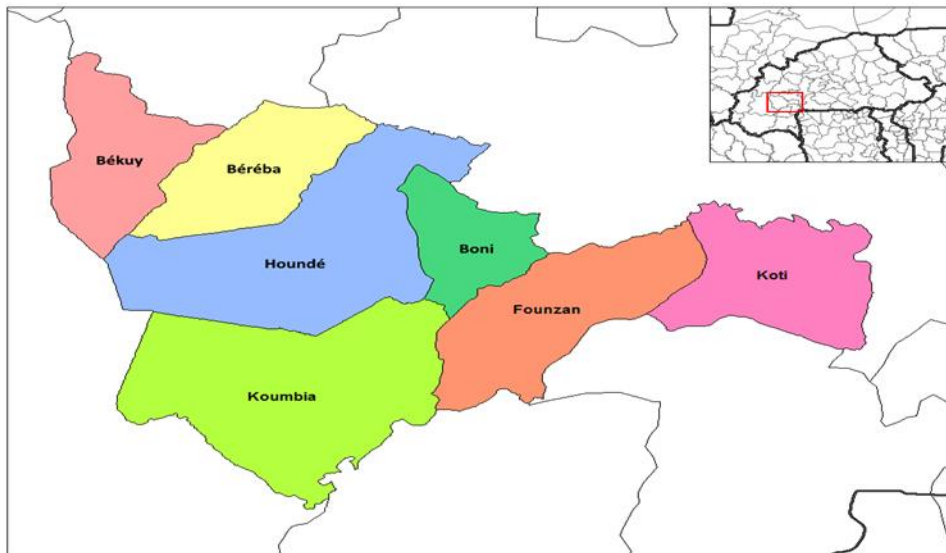 Békuy
Béréba
Houndé
Boni
Koti
Founzan
Koumbia